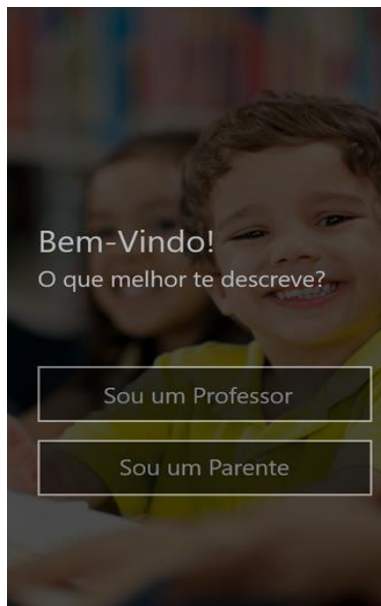 Bem-Vindo!
O que melhor te descreve?
Sou um Professor
Sou um Parente